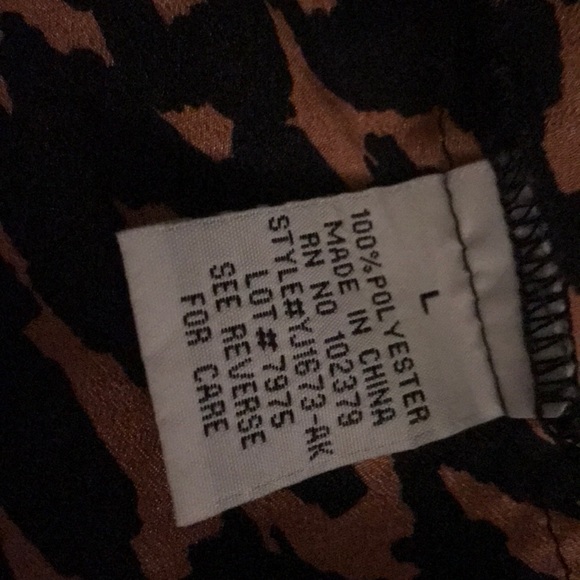 L
100% POLYESTER
MADE IN CHINA
RN NO 102379
STYLE#YJ1673-AK
LOT# 7975
SEE REVERSE
FOR CARE